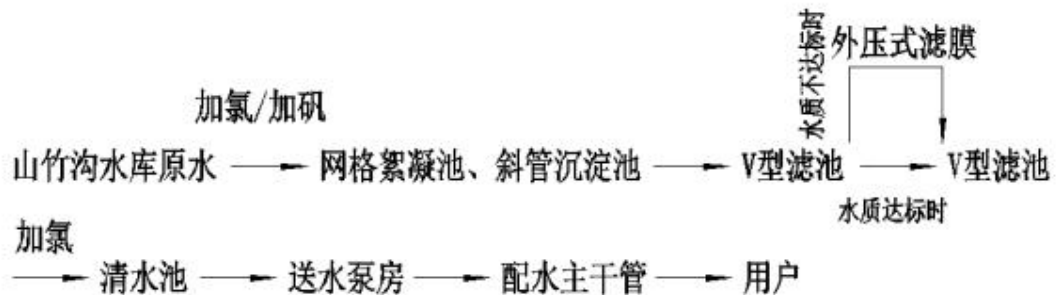 水质不达标时
外压式滤膜
加氯/加矾
山竹沟水库原水 网格絮凝池、斜管沉淀池 V型滤池 V型滤池
水质达标时
加氯
清水池 送水泵房 配水主干管 用户